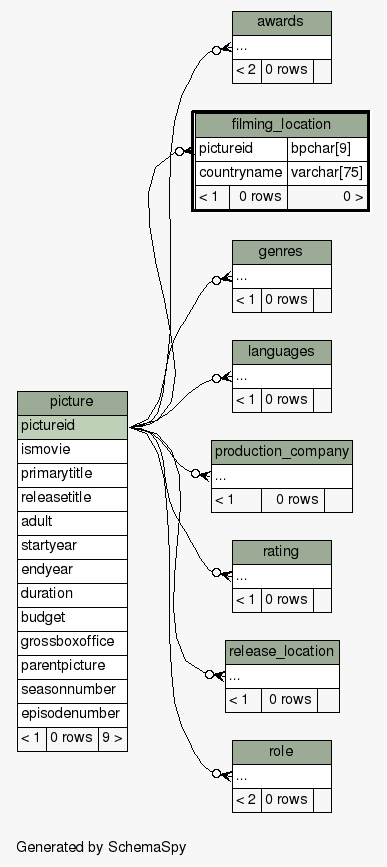 awards
...
< 2 0 rows
filming_location
pictureid bpchar[9]
countryname varchar[75]
< 1 0 rows 0 >
genres
...
< 1 0 rows
languages
...
< 1 0 rows
picture
pictureid
ismovie
primarytitle
releasetitle
adult
startyear
endyear
duration
budget
grossboxoffice
parentpicture
seasonnumber
episodenumber
< 1 0 rows 9 >
production_company
...
< 1 0 rows
rating
...
< 1 0 rows
release_location
...
< 1 0 rows
role
...
< 2 0 rows
Generated by SchemaSpy